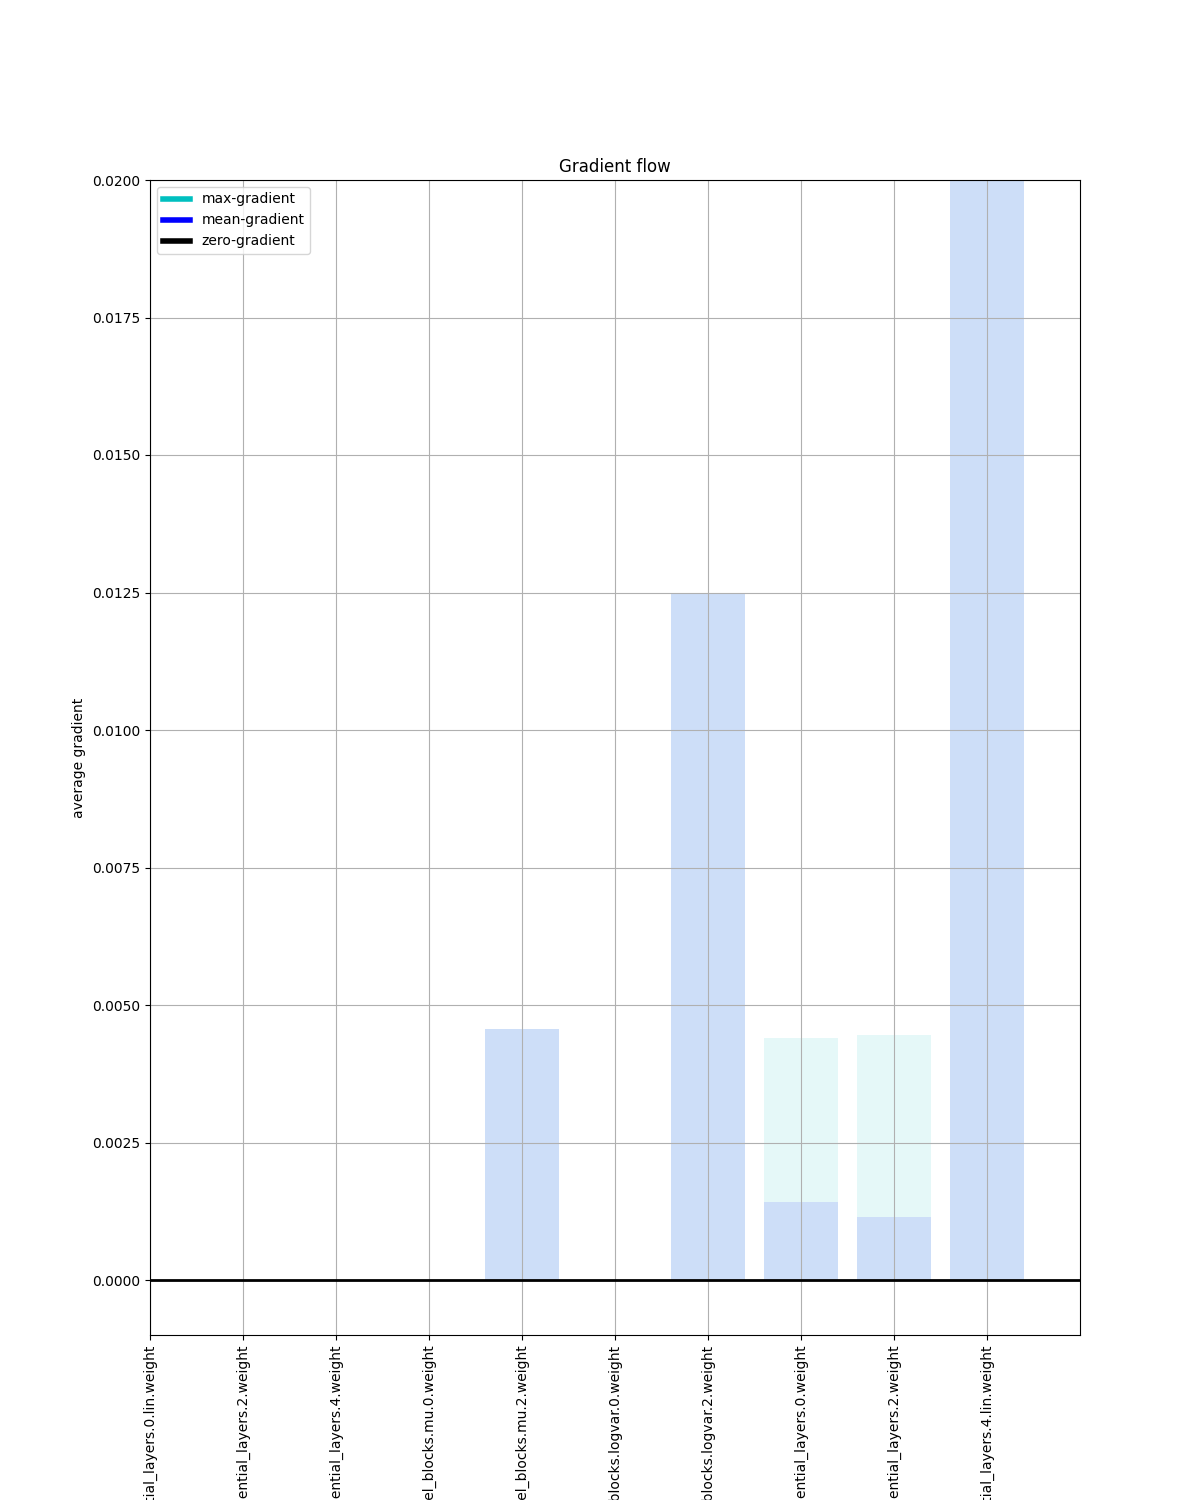 Gradient flow
max-gradient
mean-gradient
zero-gradient
0.0200
0.0175
0.0150
0.0125
0.0100
0.0075
0.0050
0.0025
0.0000
average gradient
tial_layers.0.lin.weight
ential_layers.2.weight
ential_layers.4.weight
el_blocks.mu.0.weight
el_blocks.mu.2.weight
blocks.logvar.0.weight
blocks.logvar.2.weight
ential_layers.0.weight
ential_layers.2.weight
tial_layers.4.lin.weight